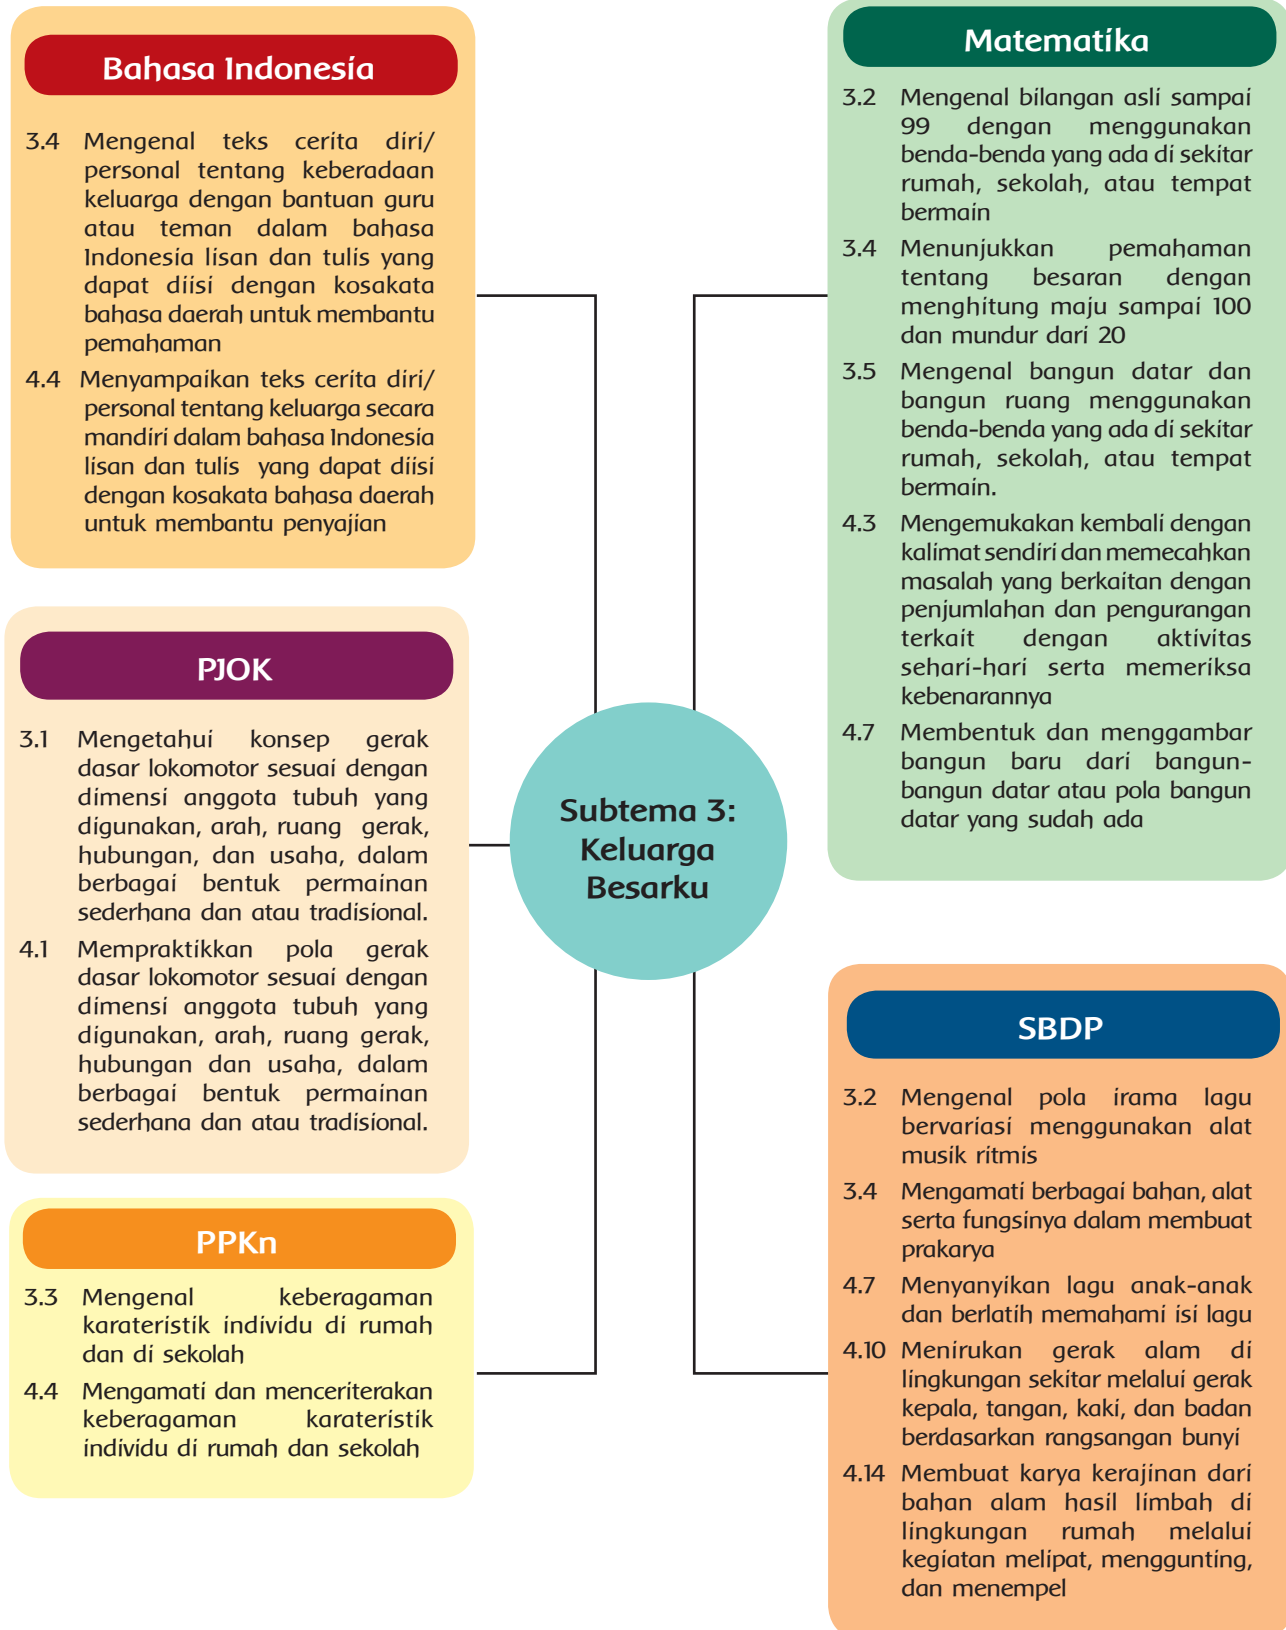 Bahasa Indonesia
3.4 Mengenal teks cerita diri/
personal tentang keberadaan
keluarga dengan bantuan guru
atau teman dalam bahasa
Indonesia lisan dan tulis yang
dapat diisi dengan kosakata
bahasa daerah untuk membantu
pemahaman
4.4 Menyampaikan teks cerita diri/
personal tentang keluarga secara
mandiri dalam bahasa Indonesia
lisan dan tulis yang dapat diisi
dengan kosakata bahasa daerah
untuk membantu penyajian
PJOK
3.1 Mengetahui konsep gerak
dasar lokomotor sesuai dengan
dimensi anggota tubuh yang
digunakan, arah, ruang gerak,
hubungan, dan usaha, dalam
berbagai bentuk permainan
sederhana dan atau tradisional.
4.1 Mempraktikkan pola gerak
dasar lokomotor sesuai dengan
dimensi anggota tubuh yang
digunakan, arah, ruang gerak,
hubungan dan usaha, dalam
berbagai bentuk permainan
sederhana dan atau tradisional.
PPKn
3.3 Mengenal keberagaman
karateristik individu di rumah
dan di sekolah
4.4 Mengamati dan menceriterakan
keberagaman karateristik
individu di rumah dan sekolah
Subtema 3:
Keluarga
Besarku
Matematika
3.2 Mengenal bilangan asli sampai
99 dengan menggunakan
benda-benda yang ada di sekitar
rumah, sekolah, atau tempat
bermain
3.4 Menunjukkan pemahaman
tentang besaran dengan
menghitung maju sampai 100
dan mundur dari 20
3.5 Mengenal bangun datar dan
bangun ruang menggunakan
benda-benda yang ada di sekitar
rumah, sekolah, atau tempat
bermain.
4.3 Mengemukakan kembali dengan
kalimat sendiri dan memecahkan
masalah yang berkaitan dengan
penjumlahan dan pengurangan
terkait dengan aktivitas
sehari-hari serta memeriksa
kebenarannya
4.7 Membentuk dan menggambar
bangun baru dari bangun-
bangun datar atau pola bangun
datar yang sudah ada
SBDP
3.2 Mengenal pola irama lagu
bervariasi menggunakan alat
musik ritmis
3.4 Mengamati berbagai bahan, alat
serta fungsinya dalam membuat
prakarya
4.7 Menyanyikan lagu anak-anak
dan berlatih memahami isi lagu
4.10 Menirukan gerak alam di
lingkungan sekitar melalui gerak
kepala, tangan, kaki, dan badan
berdasarkan rangsangan bunyi
4.14 Membuat karya kerajinan dari
bahan alam hasil limbah di
lingkungan rumah melalui
kegiatan melipat, menggunting,
dan menempel